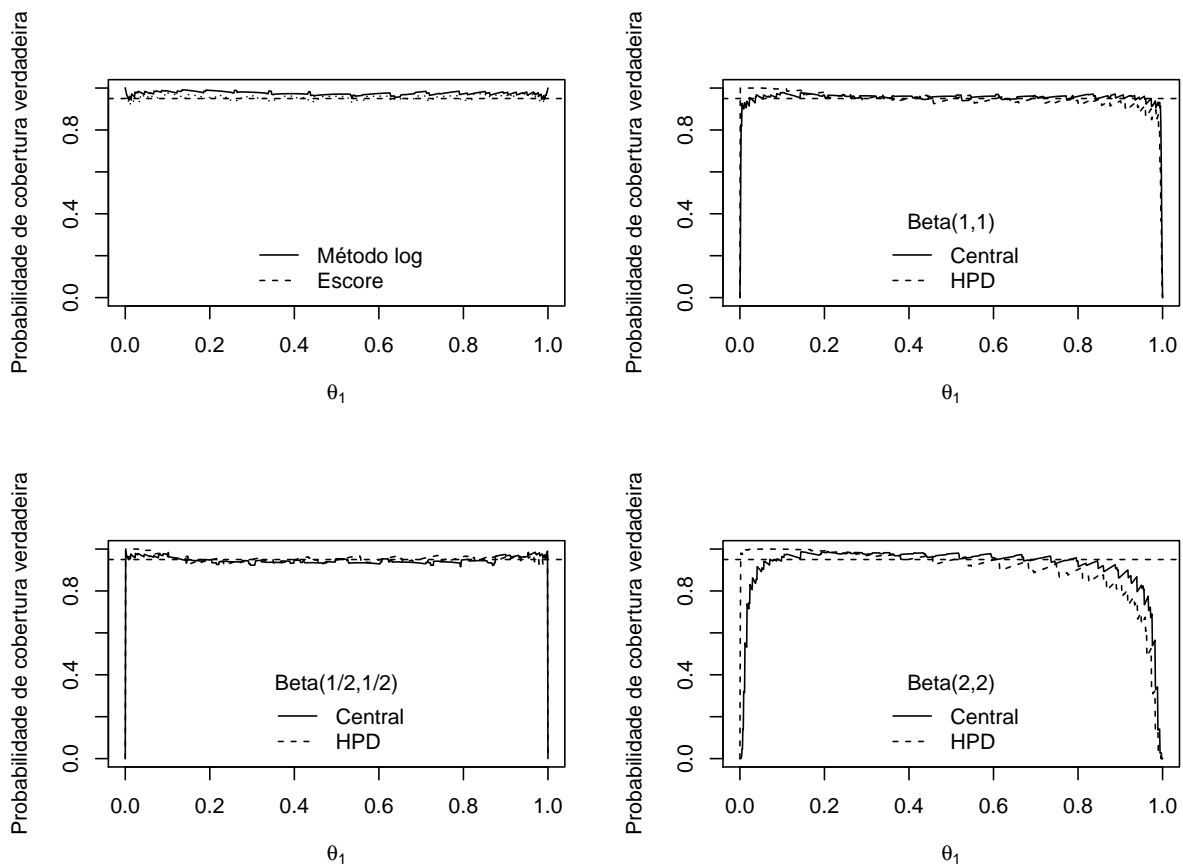 Probabilidade de cobertura verdadeira
0.0
0.4
0.8
Método log
Escore
0.0 0.2 0.4 0.6 0.8 1.0
θ1
Probabilidade de cobertura verdadeira
0.0
0.4
0.8
Beta(1,1)
Central
HPD
0.0 0.2 0.4 0.6 0.8 1.0
θ1
Probabilidade de cobertura verdadeira
0.0
0.4
0.8
Beta(1/2,1/2)
Central
HPD
0.0 0.2 0.4 0.6 0.8 1.0
θ1
Probabilidade de cobertura verdadeira
0.0
0.4
0.8
Beta(2,2)
Central
HPD
0.0 0.2 0.4 0.6 0.8 1.0
θ1